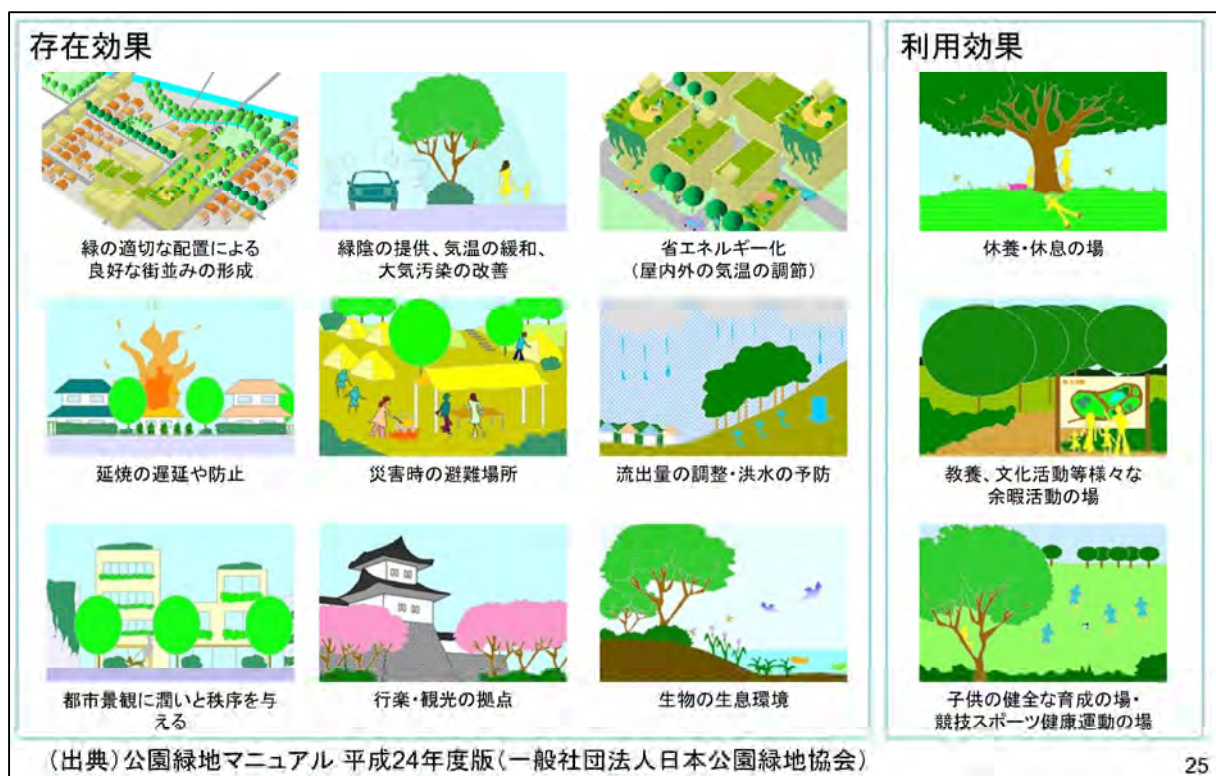 存在効果
利用効果
緑の適切な配置による
良好な街並みの形成
緑陰の提供、気温の緩和、
大気汚染の改善
省エネルギー化
(屋内外の気温の調節)
休養・休息の場
延焼の遅延や防止
災害時の避難場所
流出量の調整・洪水の予防
教養、文化活動等様々な
余暇活動の場
都市景観に潤いと秩序を与
える
行楽・観光の拠点
生物の生息環境
子供の健全な育成の場・
競技スポーツ健康運動の場
(出典)公園緑地マニュアル 平成24年度版(一般社団法人日本公園緑地協会)
25